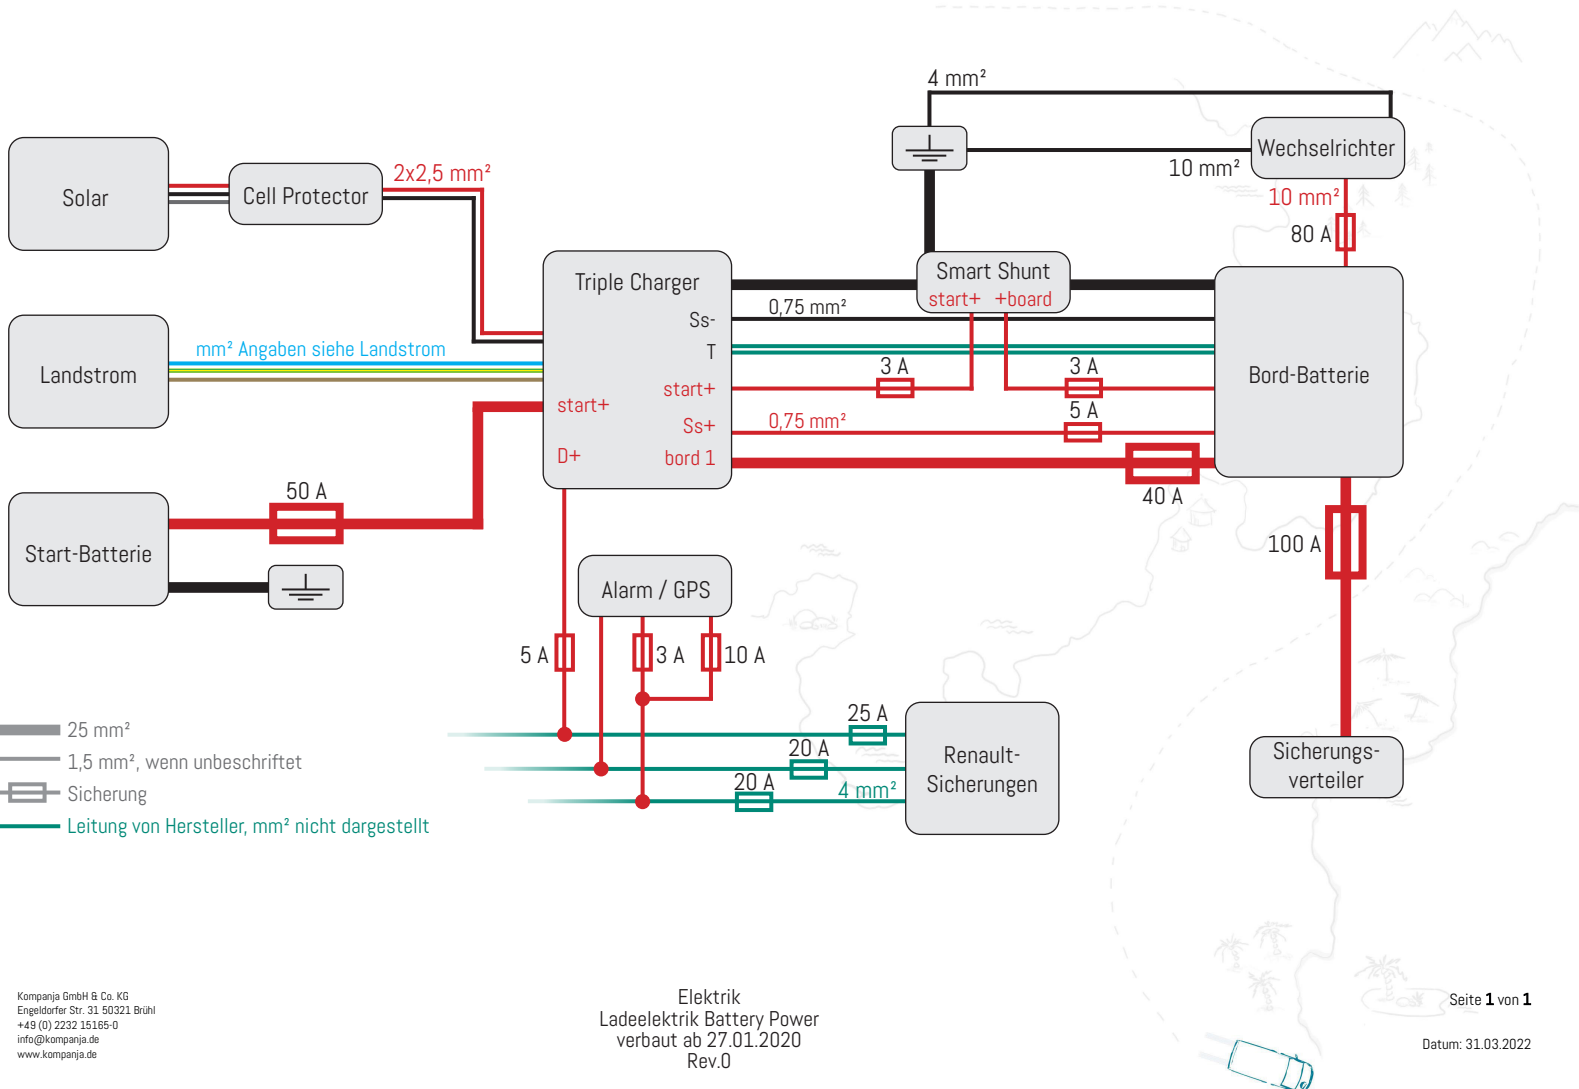 4 mm²
Wechselrichter
10 mm²
10 mm²
80 A
Solar
Cell Protector
2x2,5 mm²
Triple Charger
Ss-
T
start+
Ss+
bord 1
start+
D+
Smart Shunt
start+ +board
0,75 mm²
3 A
3 A
5 A
0,75 mm²
40 A
Bord-Batterie
Landstrom
mm² Angaben siehe Landstrom
Start-Batterie
50 A
100 A
Alarm / GPS
5 A
3 A
10 A
25 A
20 A
20 A
4 mm²
Renault-
Sicherungen
Sicherungs-
verteiler
25 mm²
1,5 mm², wenn unbeschriftet
Sicherung
Leitung von Hersteller, mm² nicht dargestellt
Kompanja GmbH & Co. KG
Engeldorfer Str. 31 50321 Brühl
+49 (0) 2232 15165-0
info@kompanja.de
www.kompanja.de
Elektrik
Ladeelektrik Battery Power
verbaut ab 27.01.2020
Rev.0
Seite 1 von 1
Datum: 31.03.2022